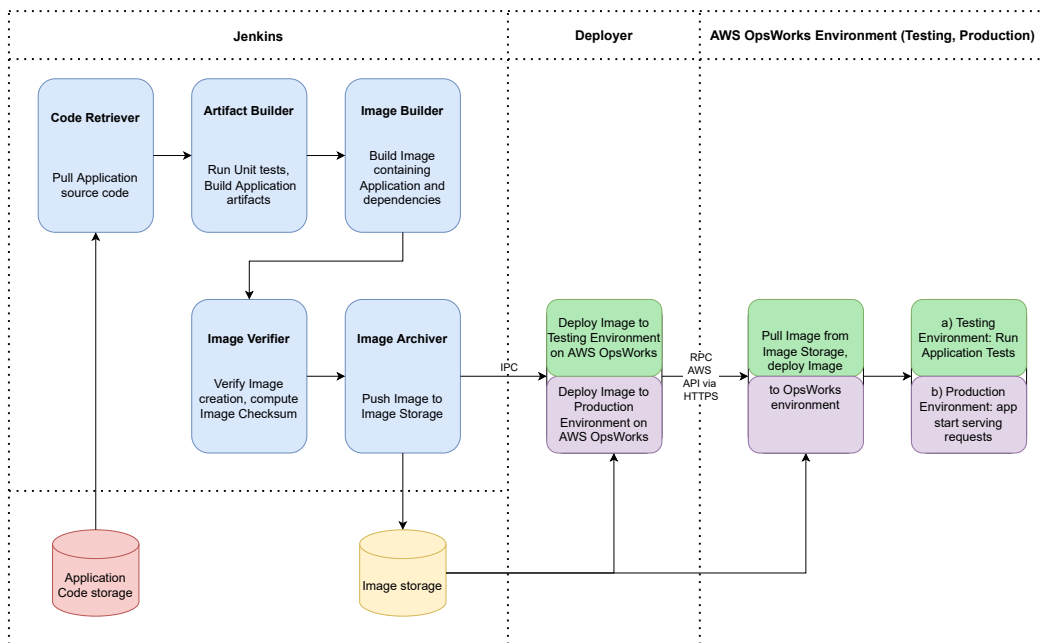 Jenkins
Deployer
AWS OpsWorks Environment (Testing, Production)
Code Retriever
Pull Application
source code
Artifact Builder
Run Unit tests,
Build Application
artifacts
Image Builder
Build Image
containing
Application and
dependencies
Image Verifier
Verify Image
creation, compute
Image Checksum
Image Archiver
Push Image to
Image Storage
IPC
Deploy Image to
Testing Environment
on AWS OpsWorks
Deploy Image to
Production
Environment on
AWS OpsWorks
RPC
AWS
API via
HTTPS
Pull Image from
Image Storage,
deploy Image
to OpsWorks
environment
a) Testing
Environment: Run
Application Tests
b) Production
Environment: app
start serving
requests
Application
Code storage
Image storage